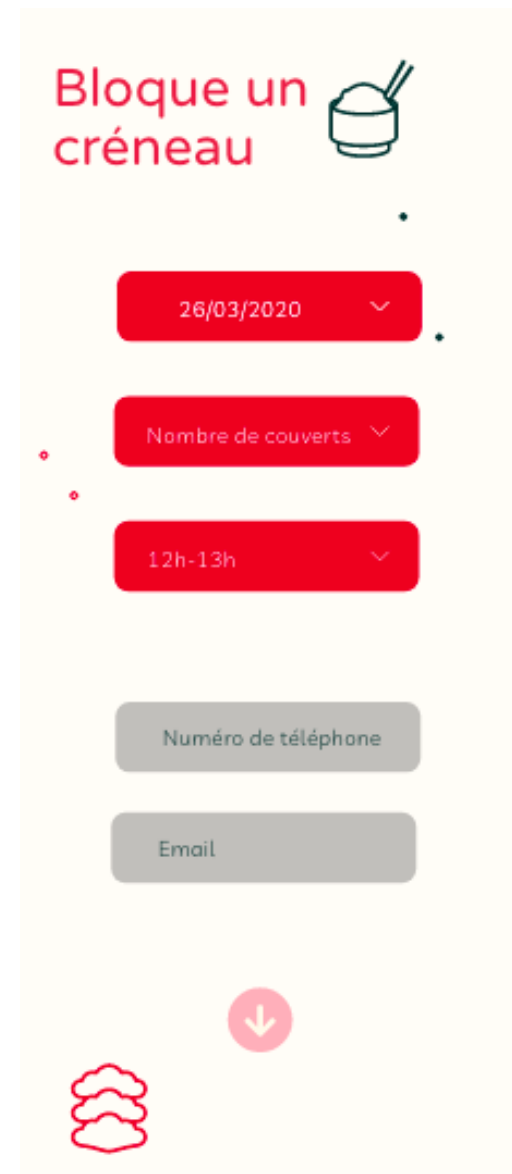 Bloque un
créneau
26/03/2020
Nombre de couverts
12h-13h
Numéro de téléphone
Email